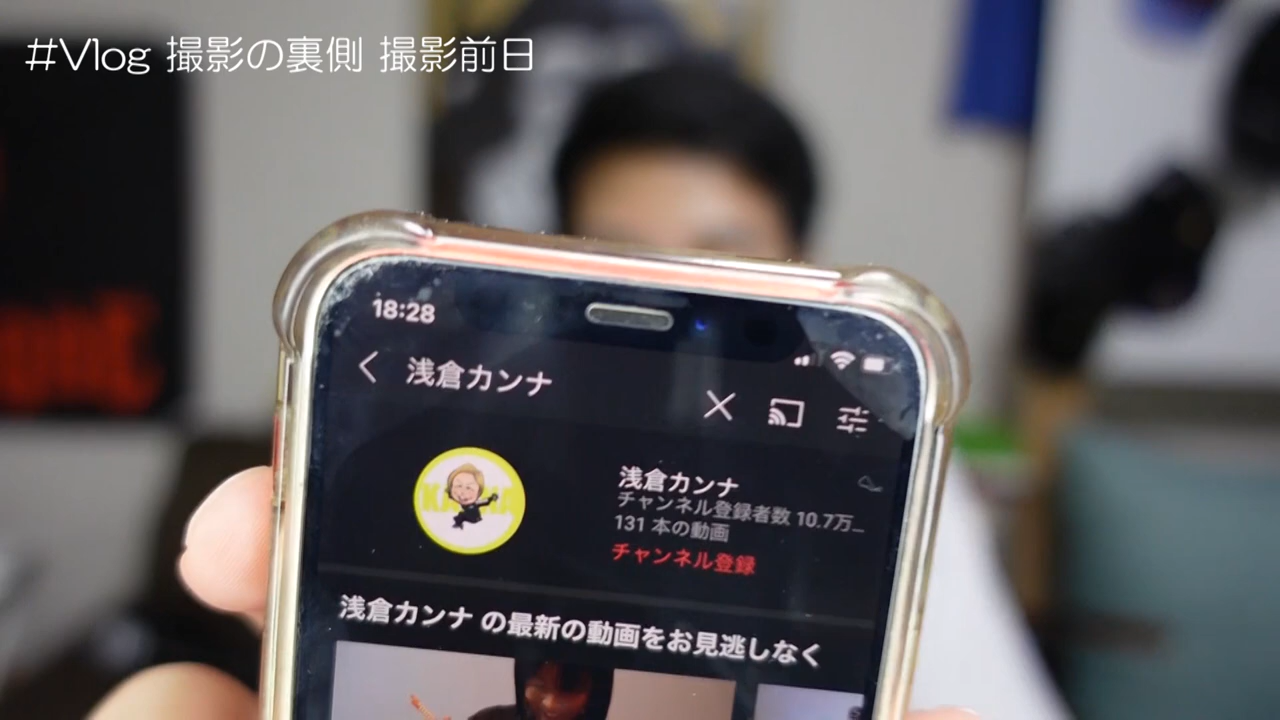 #Vlog 撮影の裏側 撮影前日
18:28
浅倉カンナ
浅倉カンナ
チャンネル登録者数 10.7万…
131 本の動画
チャンネル登録
浅倉カンナ の最新の動画をお見逃しなく